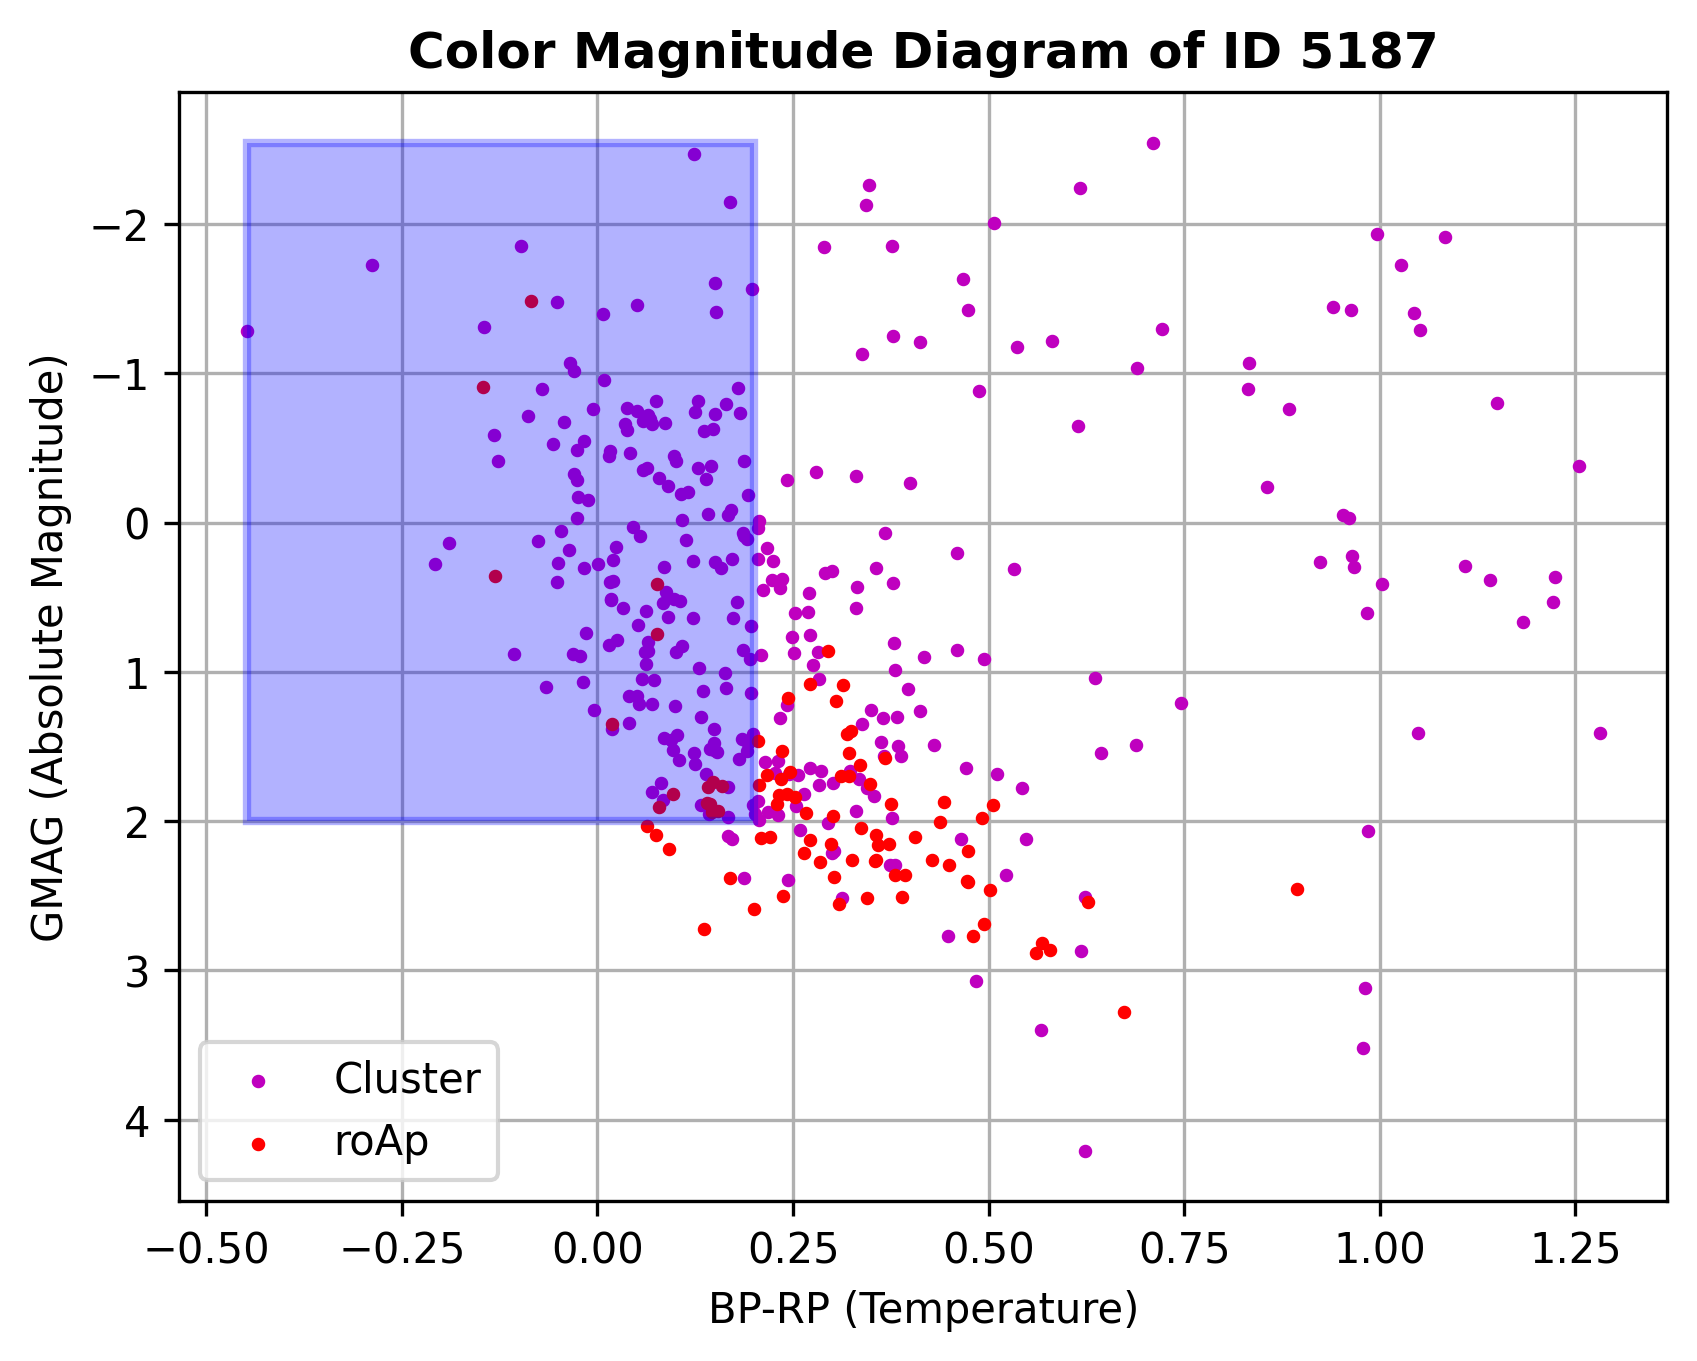 Color Magnitude Diagram of ID 5187
GMAG (Absolute Magnitude)
−2
−1
0
1
2
3
4
Cluster
roAp
−0.50 −0.25 0.00 0.25 0.50 0.75 1.00 1.25
BP-RP (Temperature)